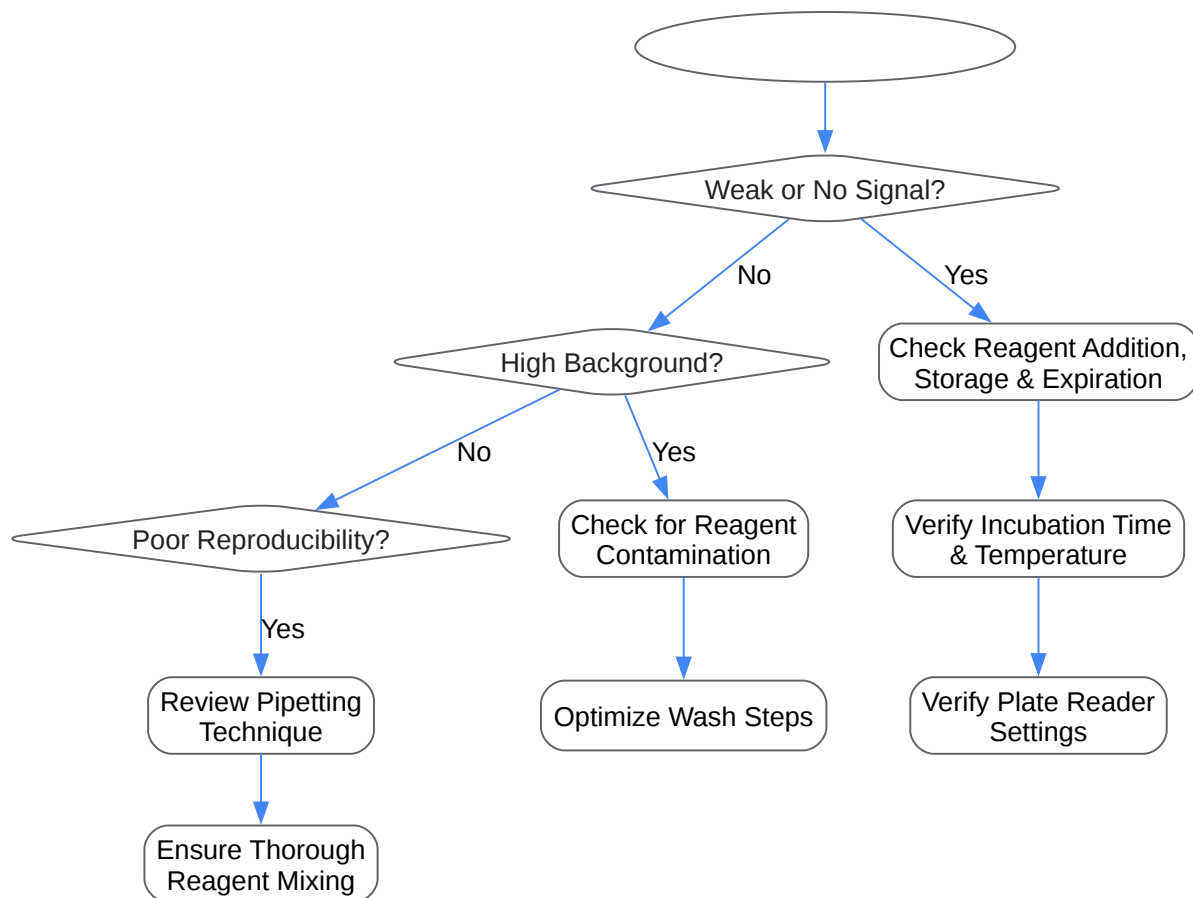 Weak or No Signal?
No
Yes
High Background?
Check Reagent Addition,
Storage & Expiration
No
Yes
Poor Reproducibility?
Check for Reagent
Contamination
Verify Incubation Time
& Temperature
Yes
Review Pipetting
Technique
Optimize Wash Steps
Verify Plate Reader
Settings
Ensure Thorough
Reagent Mixing